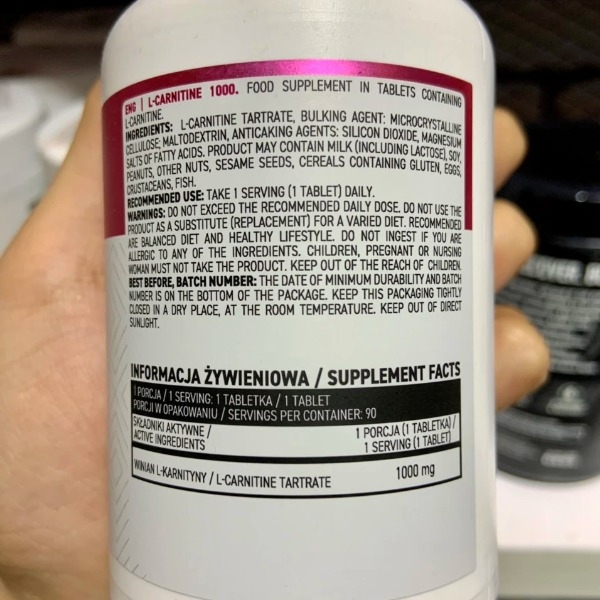 ENG | L-CARNITINE 1000. FOOD SUPPLEMENT IN TABLETS CONTAINING
L-CARNITINE.
INGREDIENTS: L-CARNITINE TARTRATE, BULKING AGENT: MICROCRYSTALLINE
CELLULOSE; MALTODEXTRIN, ANTICAKING AGENTS: SILICON DIOXIDE, MAGNESIUM
SALTS OF FATTY ACIDS. PRODUCT MAY CONTAIN MILK (INCLUDING LACTOSE), SOY,
PEANUTS, OTHER NUTS, SESAME SEEDS, CEREALS CONTAINING GLUTEN, EGGS,
CRUSTACEANS, FISH.
RECOMMENDED USE: TAKE 1 SERVING (1 TABLET) DAILY.
WARNINGS: DO NOT EXCEED THE RECOMMENDED DAILY DOSE. DO NOT USE THE
PRODUCT AS A SUBSTITUTE (REPLACEMENT) FOR A VARIED DIET. RECOMMENDED
ARE BALANCED DIET AND HEALTHY LIFESTYLE. DO NOT INGEST IF YOU ARE
ALLERGIC TO ANY OF THE INGREDIENTS. CHILDREN, PREGNANT OR NURSING
WOMAN MUST NOT TAKE THE PRODUCT. KEEP OUT OF THE REACH OF CHILDREN.
BEST BEFORE, BATCH NUMBER: THE DATE OF MINIMUM DURABILITY AND BATCH
NUMBER IS ON THE BOTTOM OF THE PACKAGE. KEEP THIS PACKAGING TIGHTLY
CLOSED IN A DRY PLACE, AT THE ROOM TEMPERATURE. KEEP OUT OF DIRECT
SUNLIGHT.
INFORMACJA ŻYWIENIOWA / SUPPLEMENT FACTS
1 PORCJA / 1 SERVING: 1 TABLETKA / 1 TABLET
PORCJI W OPAKOWANIU / SERVINGS PER CONTAINER: 90
SKŁADNIKI AKTYWNE / 1 PORCJA (1 TABLETKA) /
ACTIVE INGREDIENTS 1 SERVING (1 TABLET)
WINIAN L-KARNITYNY / L-CARNITINE TARTRATE 1000 mg